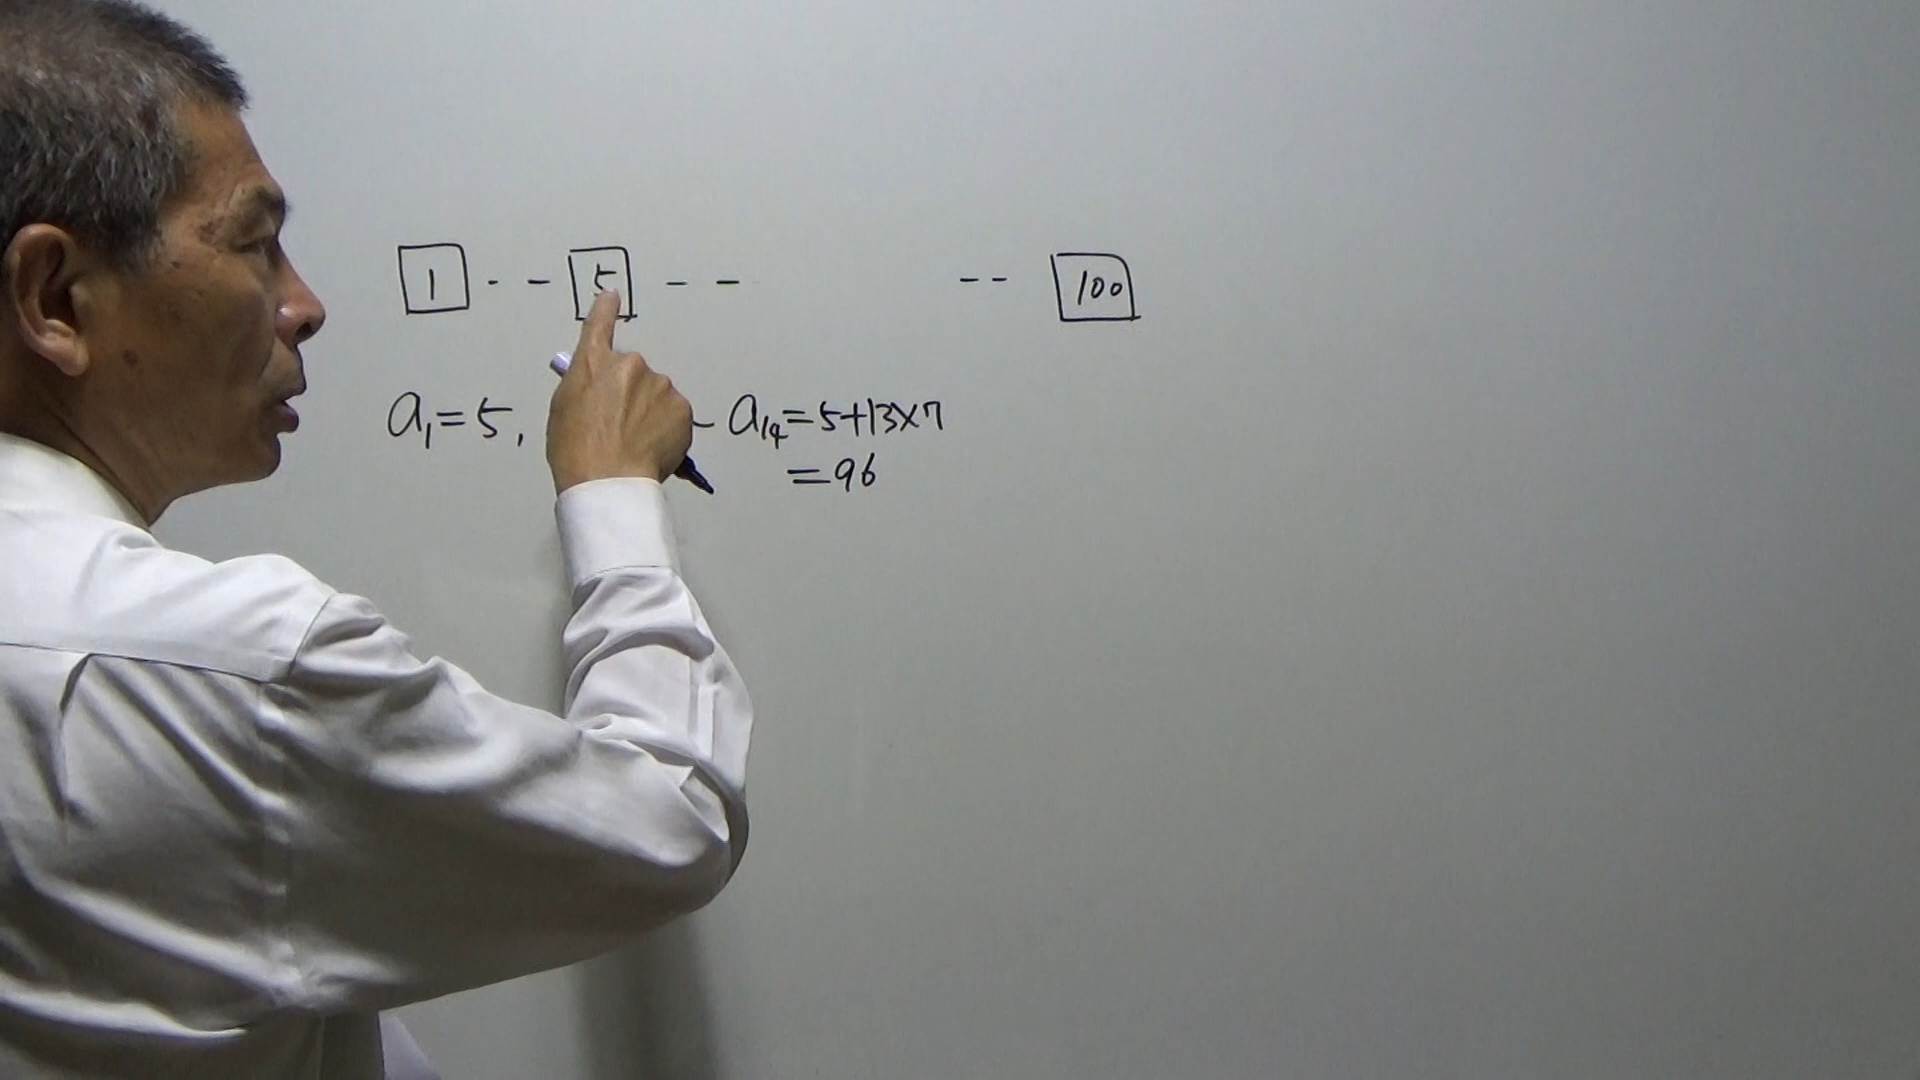 1 - - 5 - - -- 100
a₁=5, - a₁₄=5+13×7
=96